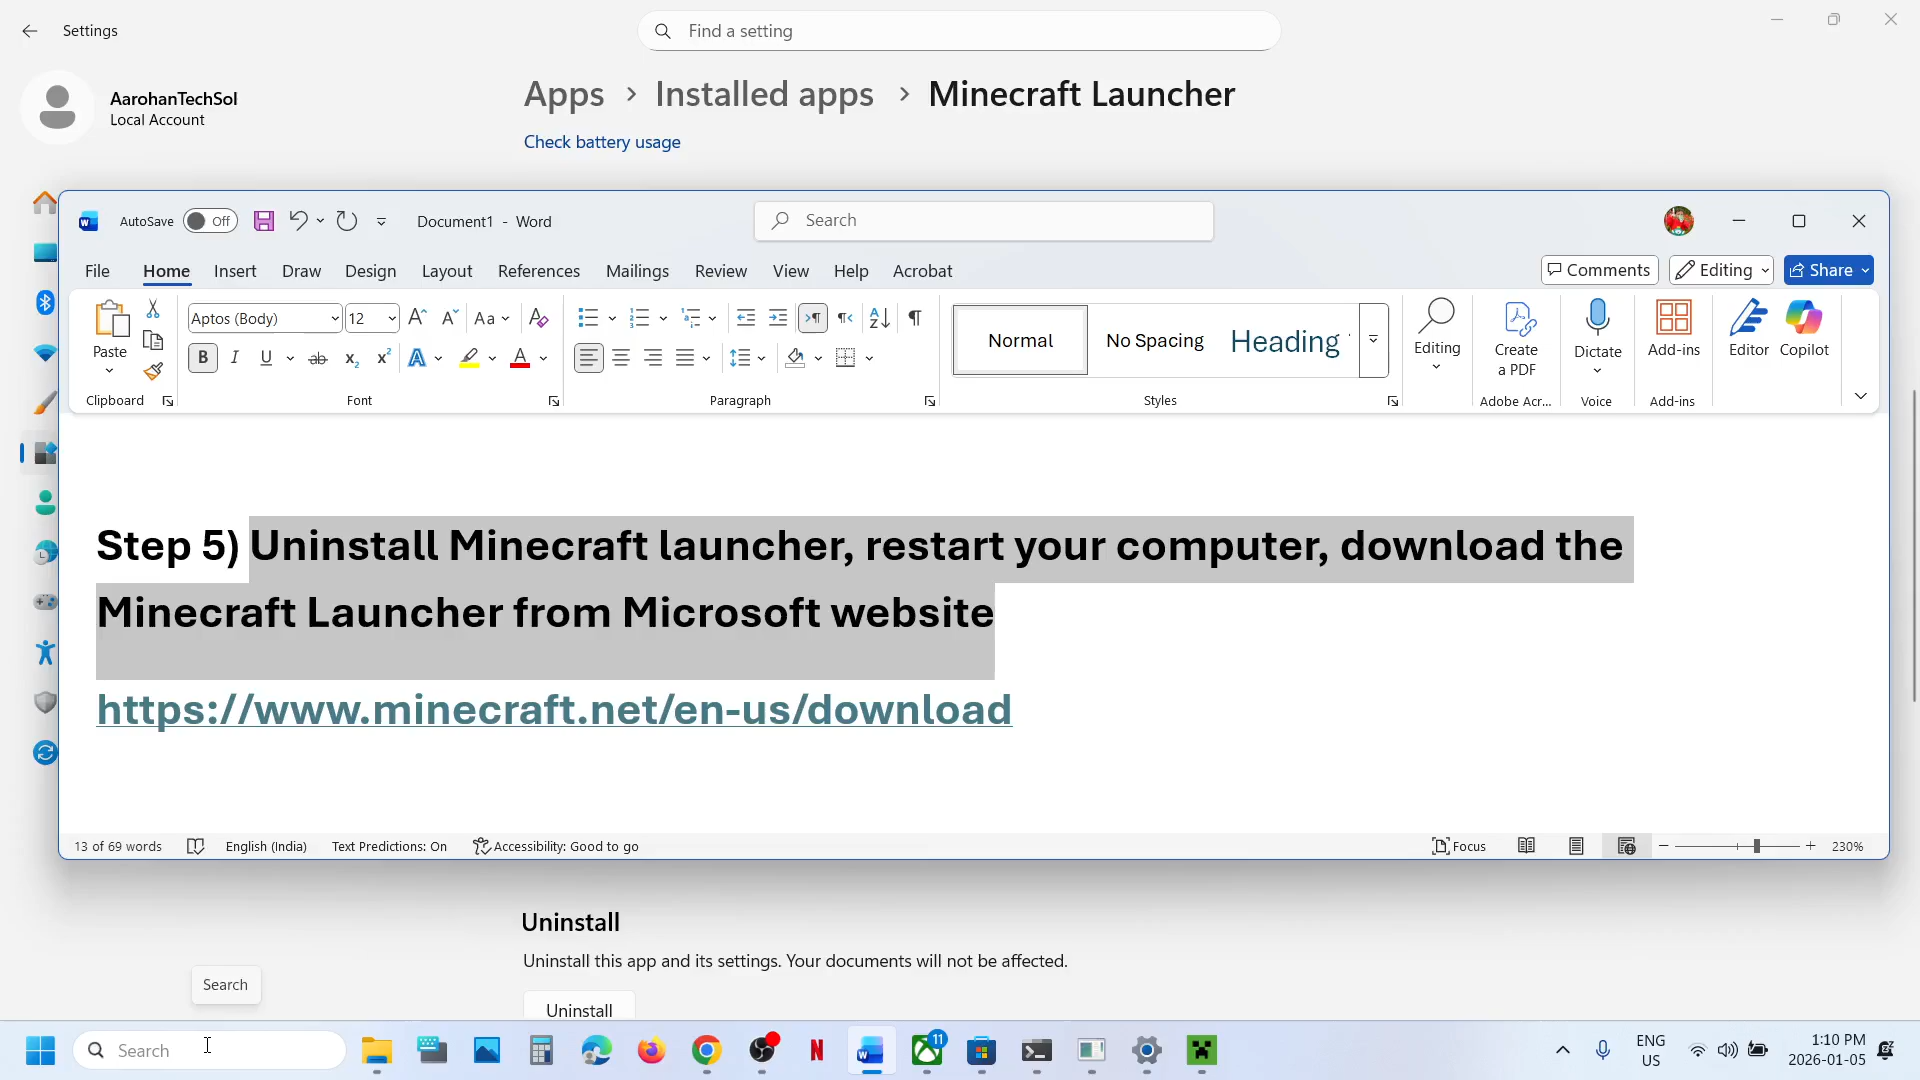 Settings
Find a setting
AarohanTechSol
Local Account
Apps > Installed apps > Minecraft Launcher
Check battery usage
AutoSave Off
Document1 - Word
Search
File Home Insert Draw Design Layout References Mailings Review View Help Acrobat
Comments Editing Share
Paste
Aptos (Body) 12
Normal No Spacing Heading
Editing
Create a PDF
Dictate
Add-ins
Editor Copilot
Clipboard Font Paragraph Styles Adobe Acr... Voice Add-ins
Step 5) Uninstall Minecraft launcher, restart your computer, download the
Minecraft Launcher from Microsoft website
https://www.minecraft.net/en-us/download
13 of 69 words English (India) Text Predictions: On Accessibility: Good to go Focus 230%
Uninstall
Uninstall this app and its settings. Your documents will not be affected.
Uninstall
Search
Search
11
ENG
US
1:10 PM
2026-01-05